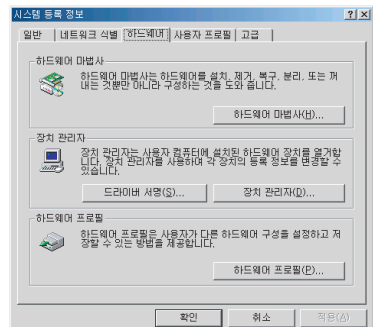 시스템 등록 정보
일반 네트워크 식별 하드웨어 사용자 프로필 고급
하드웨어 마법사
하드웨어 마법사는 하드웨어를 설치, 제거, 복구, 분리, 또는 꺼
내는 것뿐만 아니라 구성하는 것을 도와 줍니다.
하드웨어 마법사(H)...
장치 관리자
장치 관리자는 사용자 컴퓨터에 설치된 하드웨어 장치를 열거합
니다. 장치 관리자를 사용하여 각 장치의 등록 정보를 변경할 수
있습니다.
드라이버 서명(S)... 장치 관리자(D)...
하드웨어 프로필
하드웨어 프로필은 사용자가 다른 하드웨어 구성을 설정하고 저
장할 수 있는 방법을 제공합니다.
하드웨어 프로필(P)...
확인 취소 적용(A)